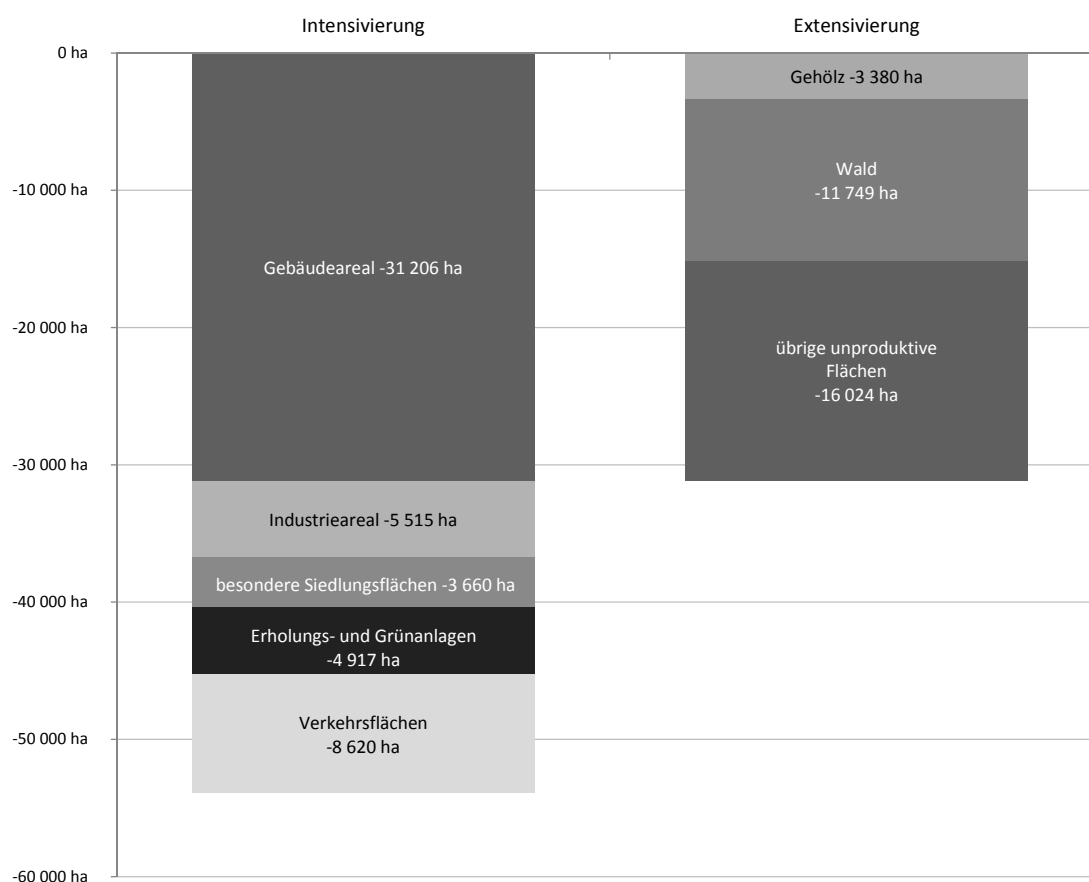 Intensivierung
Extensivierung
0 ha
-10 000 ha
-20 000 ha
-30 000 ha
-40 000 ha
-50 000 ha
-60 000 ha
Gebäudeareal -31 206 ha
Industrieareal -5 515 ha
besondere Siedlungsflächen -3 660 ha
Erholungs- und Grünanlagen
-4 917 ha
Verkehrsflächen
-8 620 ha
Gehölz -3 380 ha
Wald
-11 749 ha
übrige unproduktive
Flächen
-16 024 ha